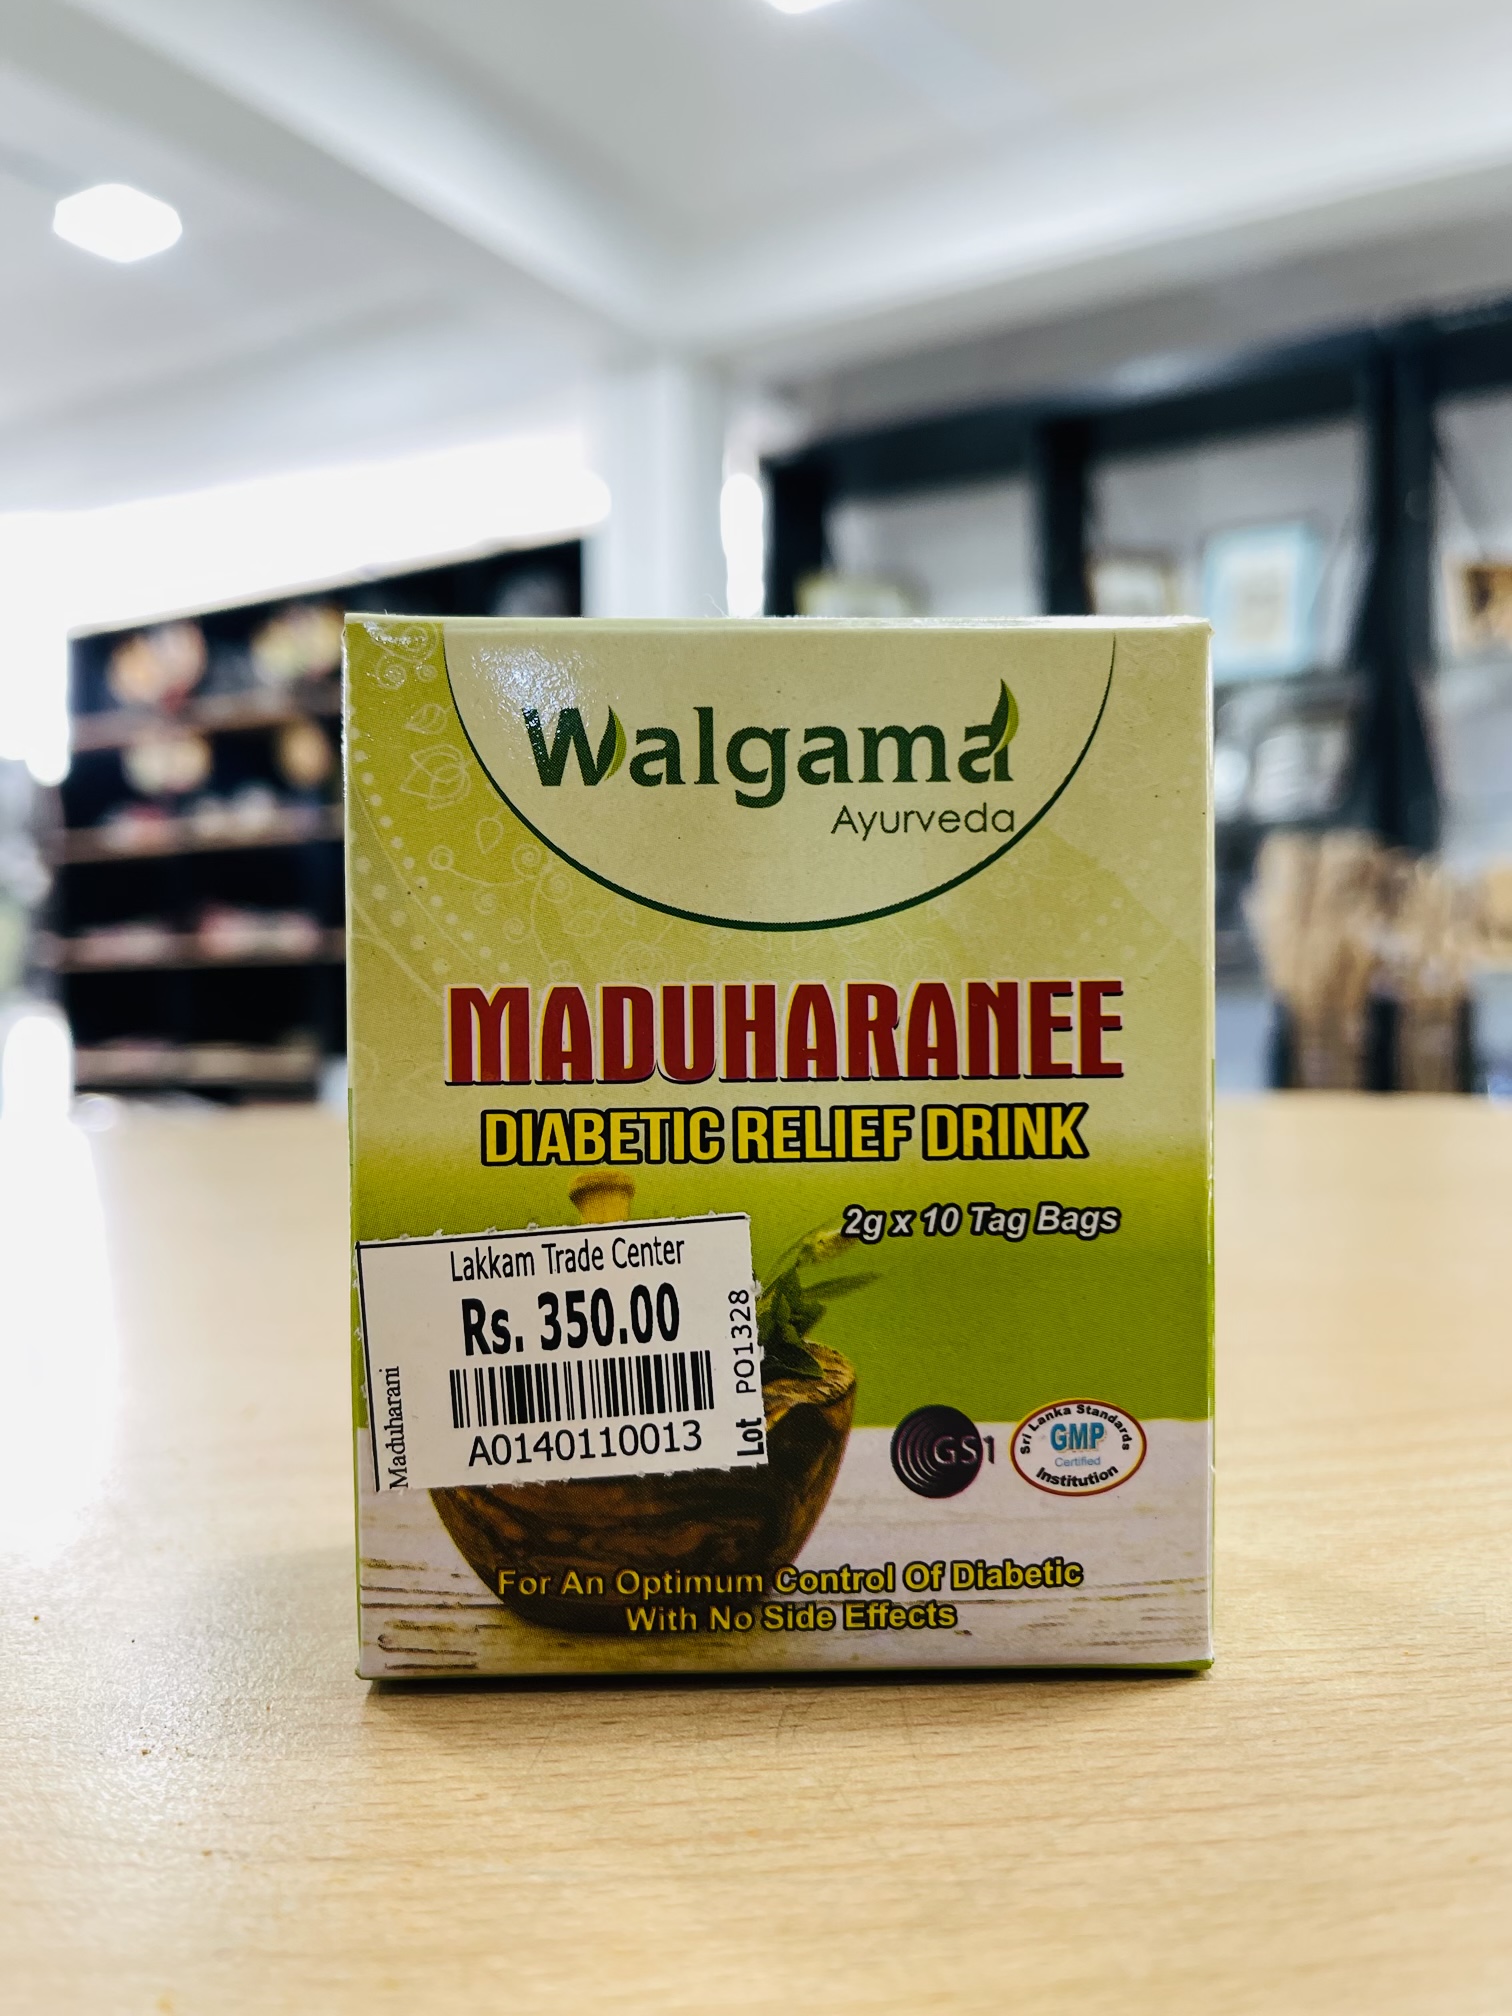 Walgama
Ayurveda
MADUHARANEE
DIABETIC RELIEF DRINK
2g x 10 Tag Bags
Lakkam Trade Center
Rs. 350.00
A0140110013
Maduharani
Lot PO1328
GS1
Sri Lanka Standards
GMP
Certified
Institution
For An Optimum Control Of Diabetic
With No Side Effects